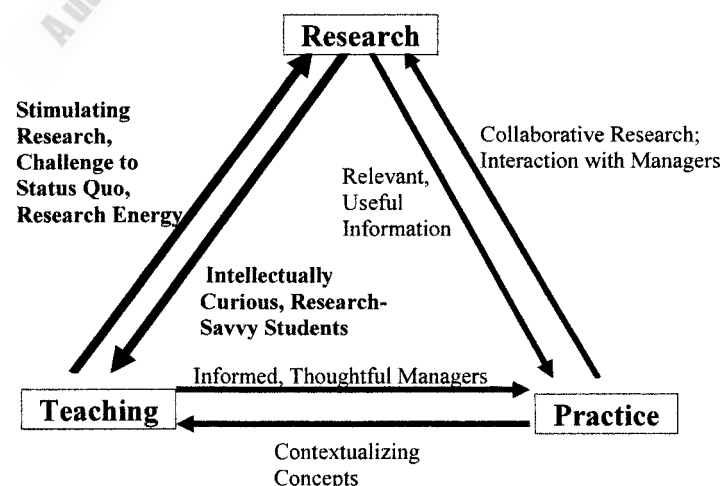 Research
Stimulating
Research,
Challenge to
Status Quo,
Research Energy
Collaborative Research;
Interaction with Managers
Relevant,
Useful
Information
Intellectually
Curious, Research-
Savvy Students
Informed, Thoughtful Managers
Teaching
Practice
Contextualizing
Concepts